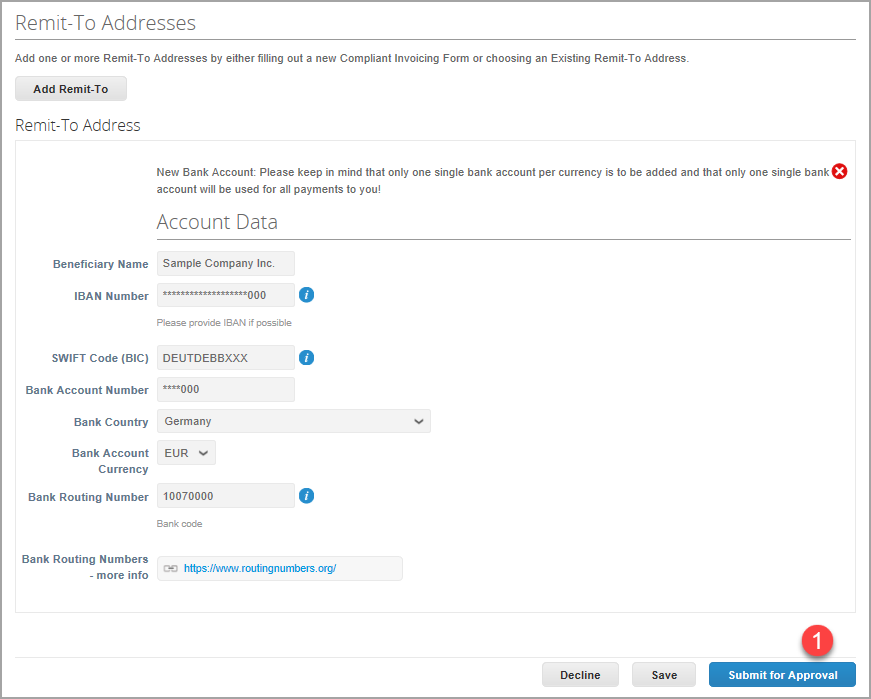 Remit-To Addresses
Add one or more Remit-To Addresses by either filling out a new Compliant Invoicing Form or choosing an Existing Remit-To Address.
Add Remit-To
Remit-To Address
New Bank Account: Please keep in mind that only one single bank account per currency is to be added and that only one single bank
account will be used for all payments to you!
Account Data
Beneficiary Name Sample Company Inc.
IBAN Number ******************000 i
Please provide IBAN if possible
SWIFT Code (BIC) DEUTDEBBXXX i
Bank Account Number ****000
Bank Country Germany
Bank Account EUR
Currency
Bank Routing Number 10070000 i
Bank code
Bank Routing Numbers https://www.routingnumbers.org/
- more info
1
Decline Save Submit for Approval